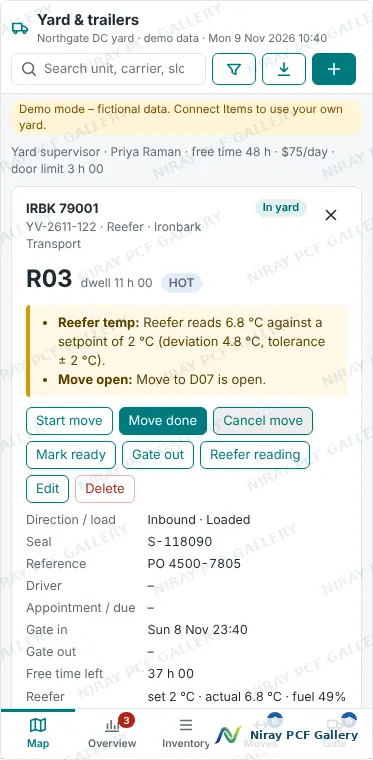 Yard & trailers
Northgate DC yard · demo data · Mon 9 Nov 2026 10:40
Search unit, carrier, slc
Demo mode – fictional data. Connect Items to use your own
yard.
Yard supervisor · Priya Raman · free time 48 h · $75/day ·
door limit 3 h 00
IRBK 79001
In yard
YV-2611-122 · Reefer · Ironbark
Transport
R03 dwell 11 h 00 HOT
• Reefer temp: Reefer reads 6.8 °C against a
setpoint of 2 °C (deviation 4.8 °C, tolerance
± 2 °C).
• Move open: Move to D07 is open.
Start move Move done Cancel move
Mark ready Gate out Reefer reading
Edit Delete
Direction / load Inbound · Loaded
Seal S-118090
Reference PO 4500-7805
Driver –
Appointment / due –
Gate in Sun 8 Nov 23:40
Gate out –
Free time left 37 h 00
Reefer set 2 °C · actual 6.8 °C · fuel 49%
3
Map Overview Inventory Moves Gate
Niray PCF Gallery
NIRAY PCF GALLERY